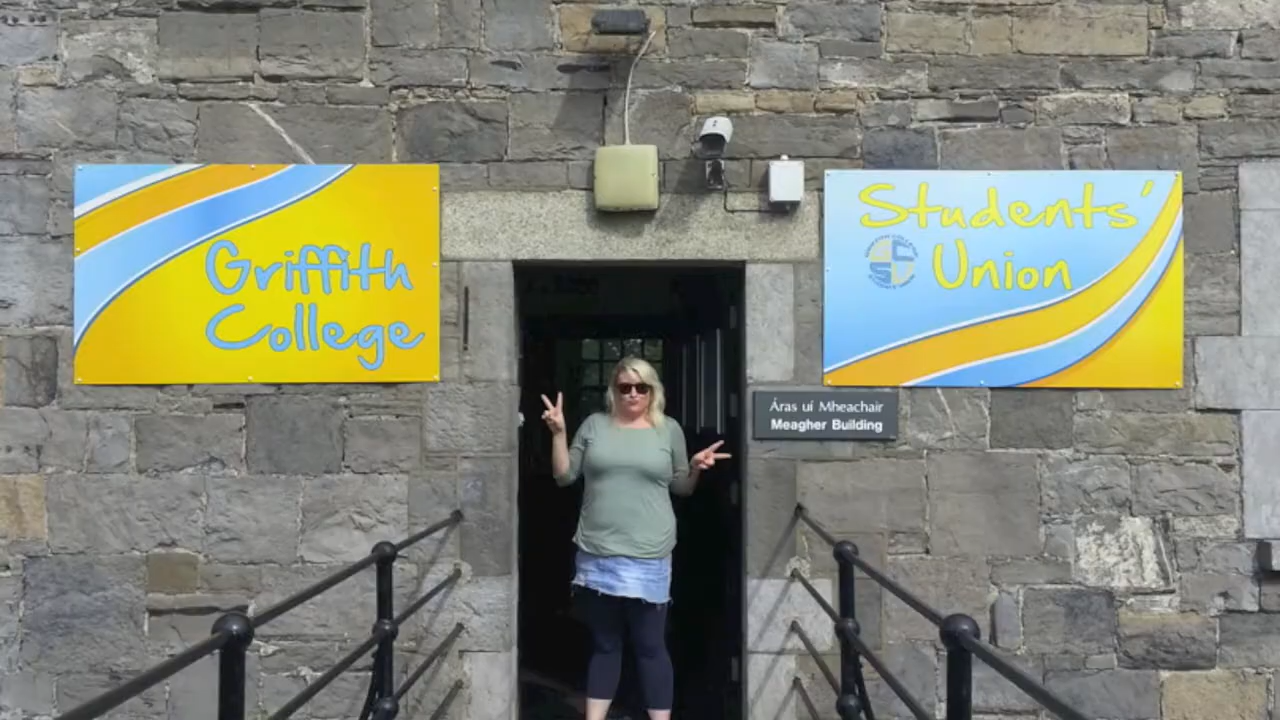 Griffith
College
Students'
Union
Áras uí Mheachair
Meagher Building